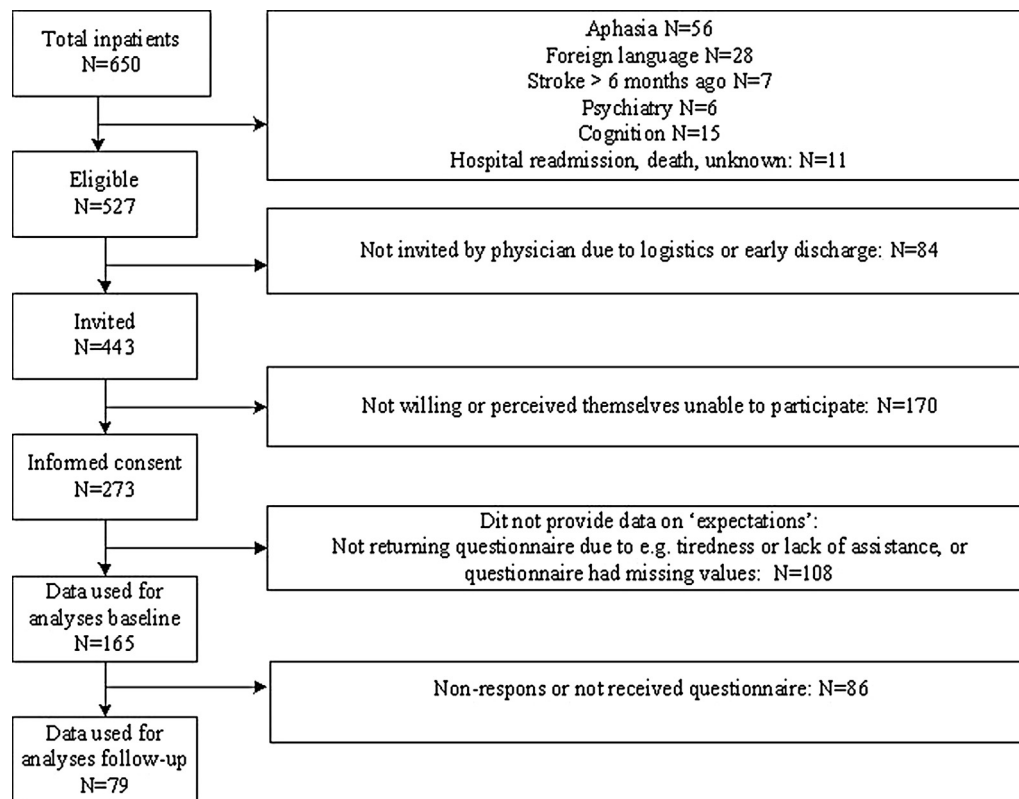 Total inpatients
N=650
Aphasia N=56
Foreign language N=28
Stroke > 6 months ago N=7
Psychiatry N=6
Cognition N=15
Hospital readmission, death, unknown: N=11
Eligible
N=527
Not invited by physician due to logistics or early discharge: N=84
Invited
N=443
Not willing or perceived themselves unable to participate: N=170
Informed consent
N=273
Dit not provide data on ‘expectations’:
Not returning questionnaire due to e.g. tiredness or lack of assistance, or
questionnaire had missing values: N=108
Data used for
analyses baseline
N=165
Non-respons or not received questionnaire: N=86
Data used for
analyses follow-up
N=79